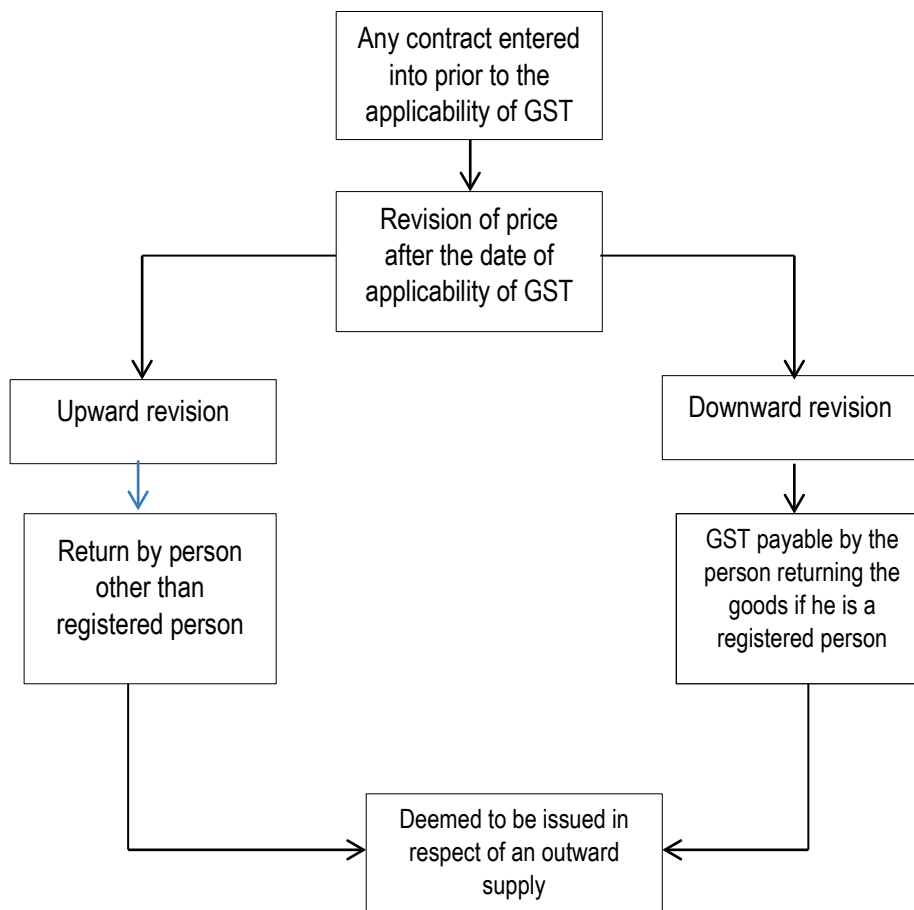 Any contract entered
into prior to the
applicability of GST
Revision of price
after the date of
applicability of GST
Upward revision
Downward revision
Return by person
other than
registered person
GST payable by the
person returning the
goods if he is a
registered person
Deemed to be issued in
respect of an outward
supply